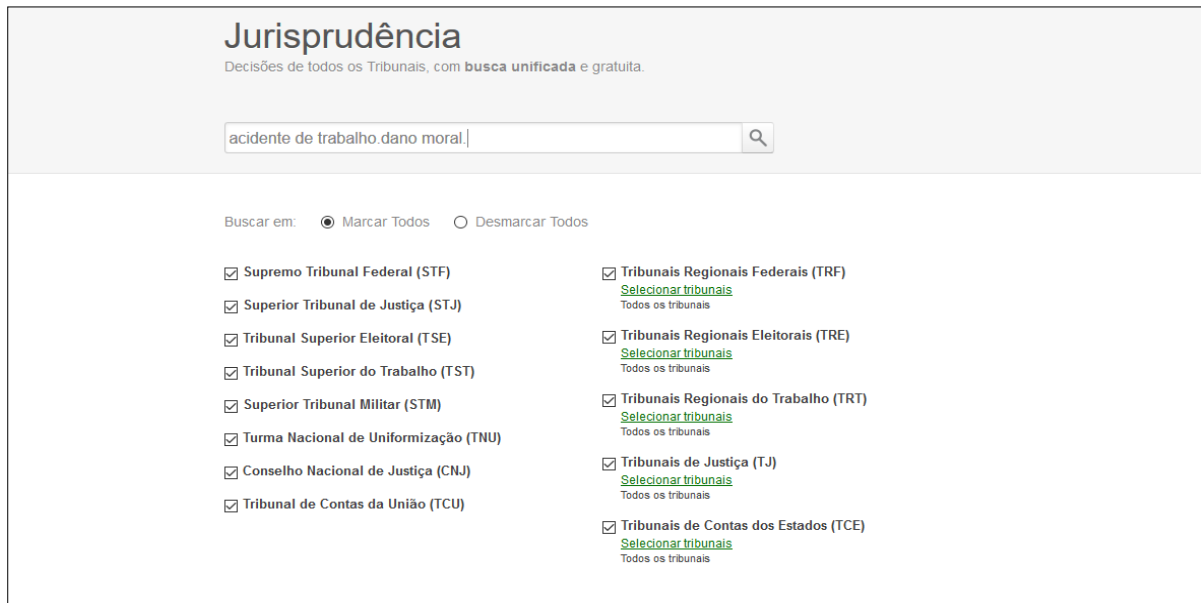 Jurisprudência
Decisões de todos os Tribunais, com busca unificada e gratuita.
acidente de trabalho.dano moral.
Buscar em: Marcar Todos Desmarcar Todos
Supremo Tribunal Federal (STF)
Superior Tribunal de Justiça (STJ)
Tribunal Superior Eleitoral (TSE)
Tribunal Superior do Trabalho (TST)
Superior Tribunal Militar (STM)
Turma Nacional de Uniformização (TNU)
Conselho Nacional de Justiça (CNJ)
Tribunal de Contas da União (TCU)
Tribunais Regionais Federais (TRF)
Selecionar tribunais
Todos os tribunais
Tribunais Regionais Eleitorais (TRE)
Selecionar tribunais
Todos os tribunais
Tribunais Regionais do Trabalho (TRT)
Selecionar tribunais
Todos os tribunais
Tribunais de Justiça (TJ)
Selecionar tribunais
Todos os tribunais
Tribunais de Contas dos Estados (TCE)
Selecionar tribunais
Todos os tribunais